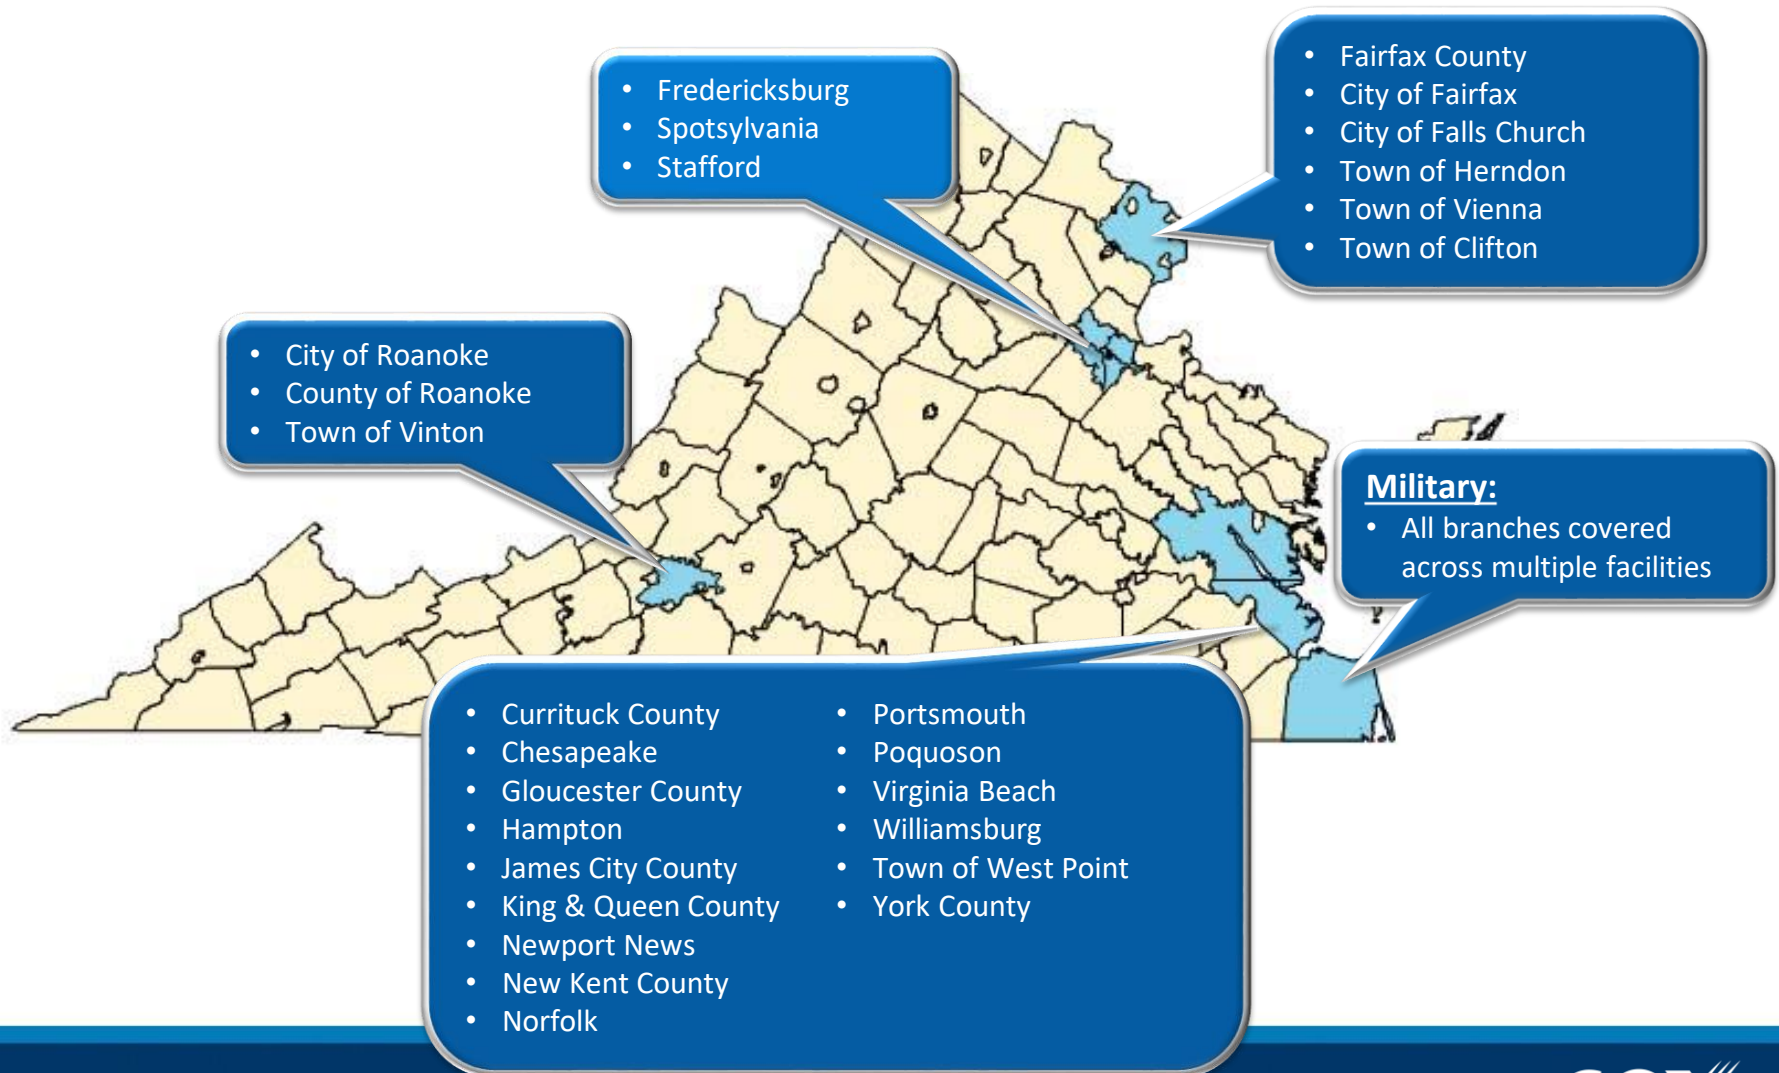 • Fredericksburg
• Spotsylvania
• Stafford
• Fairfax County
• City of Fairfax
• City of Falls Church
• Town of Herndon
• Town of Vienna
• Town of Clifton
• City of Roanoke
• County of Roanoke
• Town of Vinton
Military:
• All branches covered
across multiple facilities
• Currituck County
• Chesapeake
• Gloucester County
• Hampton
• James City County
• King & Queen County
• Newport News
• New Kent County
• Norfolk
• Portsmouth
• Poquoson
• Virginia Beach
• Williamsburg
• Town of West Point
• York County